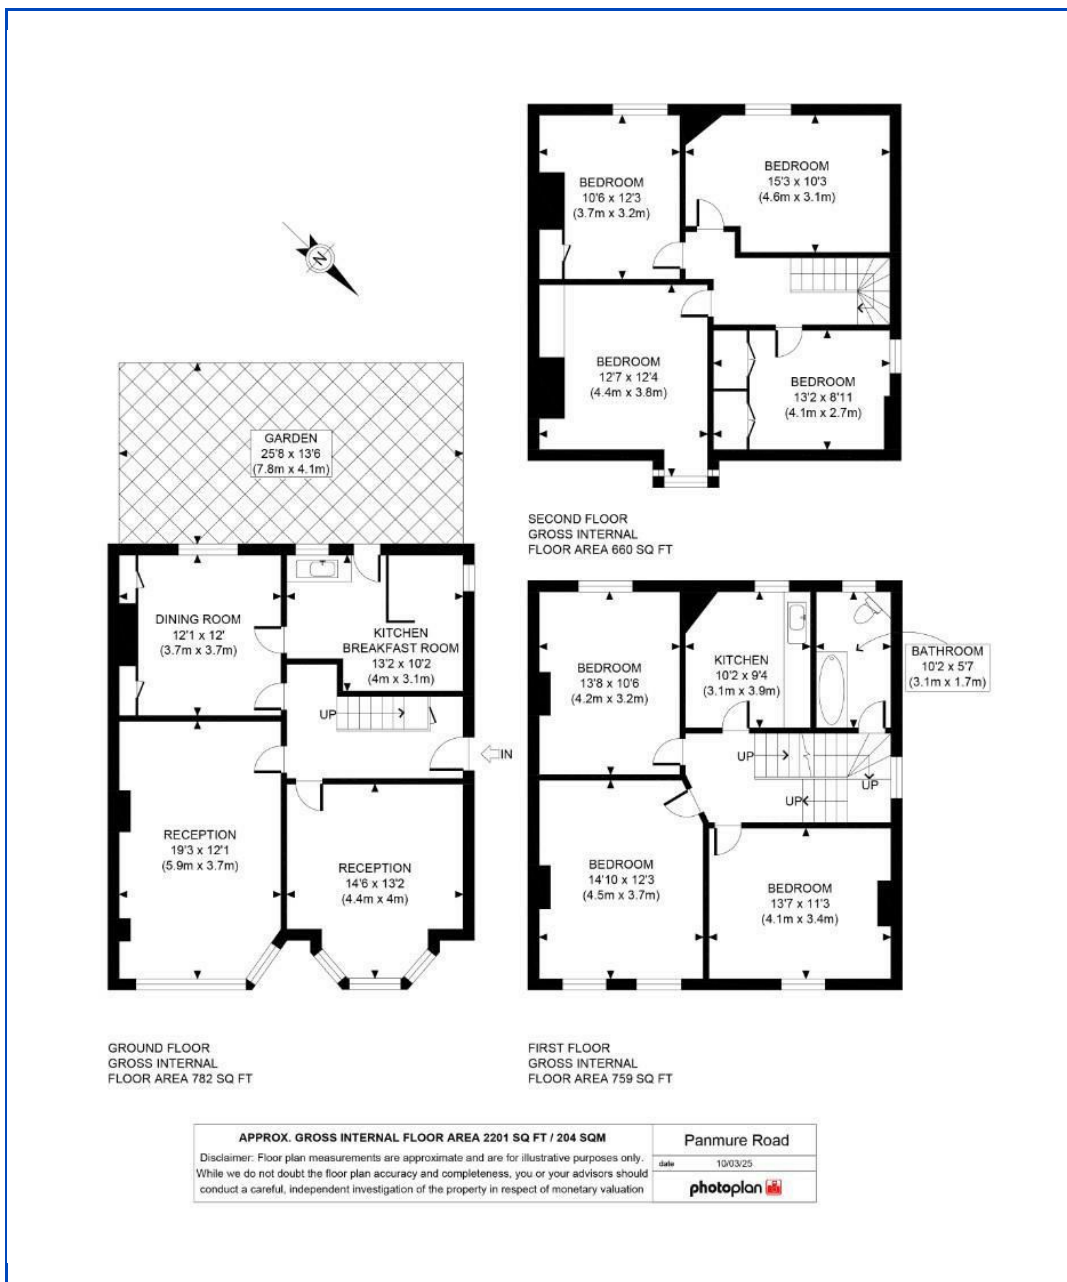 BEDROOM
10'6 x 12'3
(3.7m x 3.2m)
BEDROOM
15'3 x 10'3
(4.6m x 3.1m)
N
BEDROOM
12'7 x 12'4
(4.4m x 3.8m)
BEDROOM
13'2 x 8'11
(4.1m x 2.7m)
SECOND FLOOR
GROSS INTERNAL
FLOOR AREA 660 SQ FT
GARDEN
25'8 x 13'6
(7.8m x 4.1m)
DINING ROOM
12'1 x 12'
(3.7m x 3.7m)
KITCHEN
BREAKFAST ROOM
13'2 x 10'2
(4m x 3.1m)
UP
IN
RECEPTION
19'3 x 12'1
(5.9m x 3.7m)
RECEPTION
14'6 x 13'2
(4.4m x 4m)
GROUND FLOOR
GROSS INTERNAL
FLOOR AREA 782 SQ FT
BEDROOM
13'8 x 10'6
(4.2m x 3.2m)
KITCHEN
10'2 x 9'4
(3.1m x 3.9m)
BATHROOM
10'2 x 5'7
(3.1m x 1.7m)
UP
UP
UP
BEDROOM
14'10 x 12'3
(4.5m x 3.7m)
BEDROOM
13'7 x 11'3
(4.1m x 3.4m)
FIRST FLOOR
GROSS INTERNAL
FLOOR AREA 759 SQ FT
APPROX. GROSS INTERNAL FLOOR AREA 2201 SQ FT / 204 SQM
Disclaimer: Floor plan measurements are approximate and are for illustrative purposes only.
While we do not doubt the floor plan accuracy and completeness, you or your advisors should
conduct a careful, independent investigation of the property in respect of monetary valuation
Panmure Road
date 10/03/25
photoplan